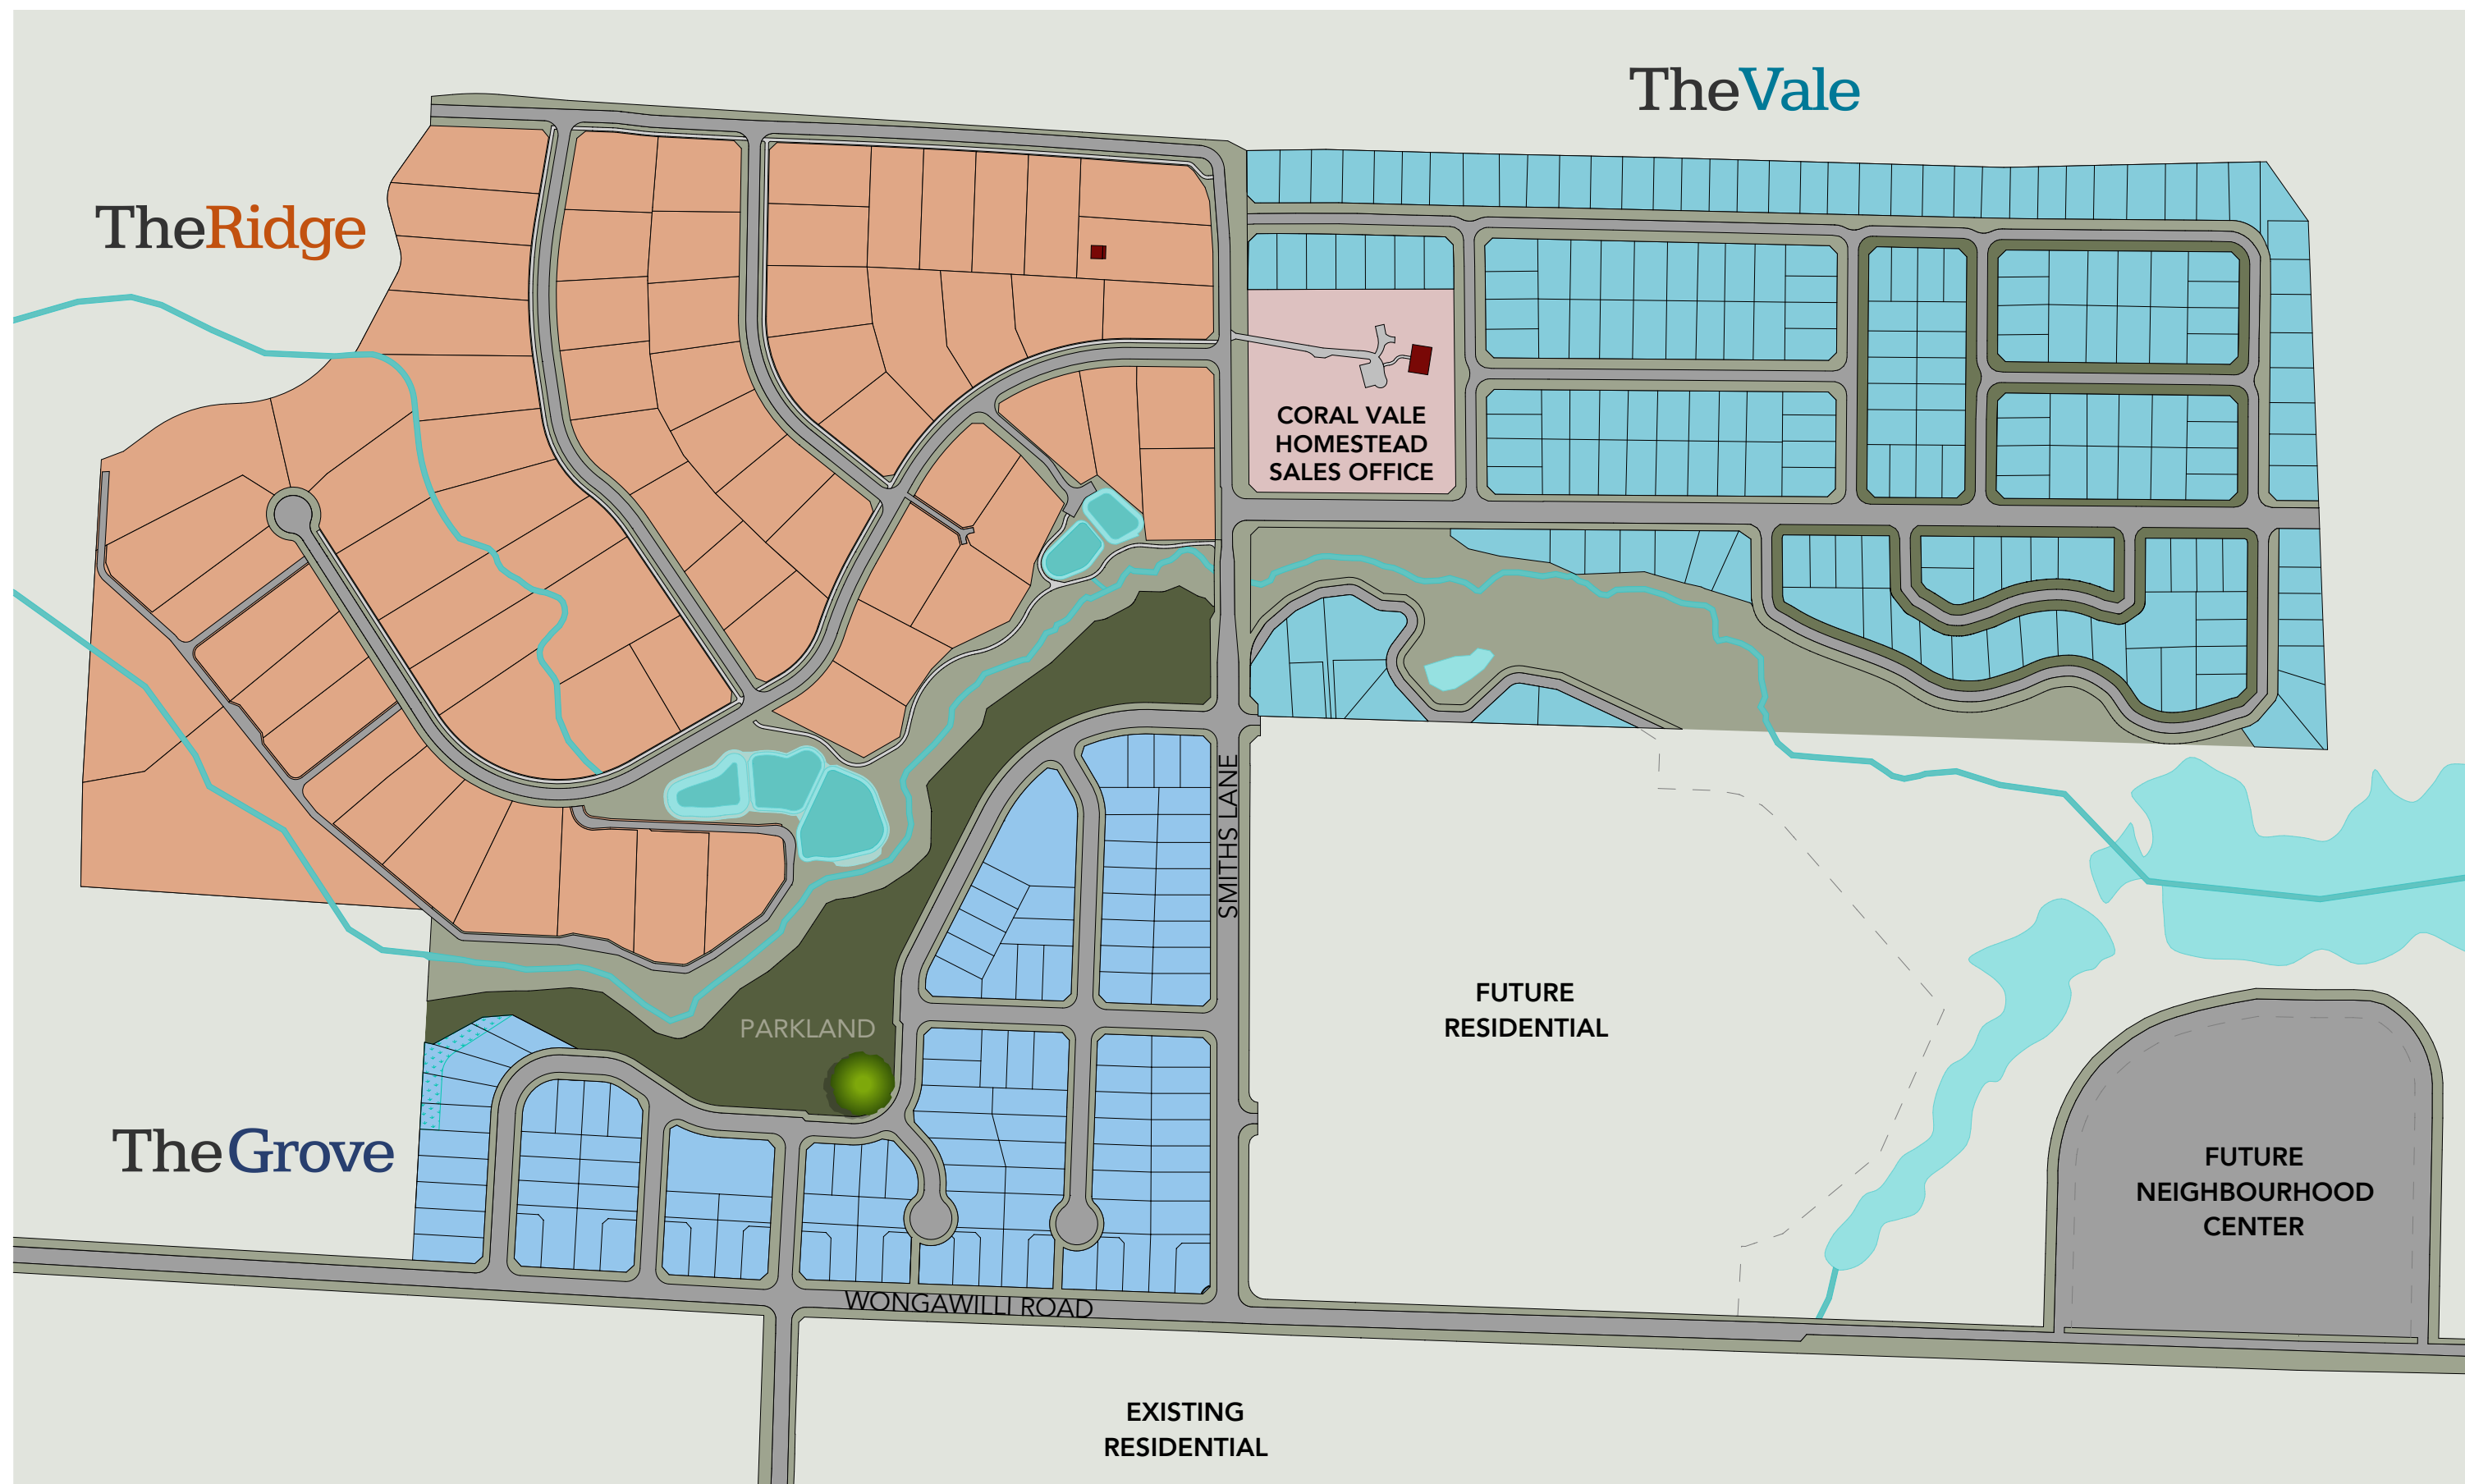 TheVale
TheRidge
CORAL VALE
HOMESTEAD
SALES OFFICE
SMITHS LANE
FUTURE
RESIDENTIAL
PARKLAND
TheGrove
FUTURE
NEIGHBOURHOOD
CENTER
WONGAWILLI ROAD
EXISTING
RESIDENTIAL